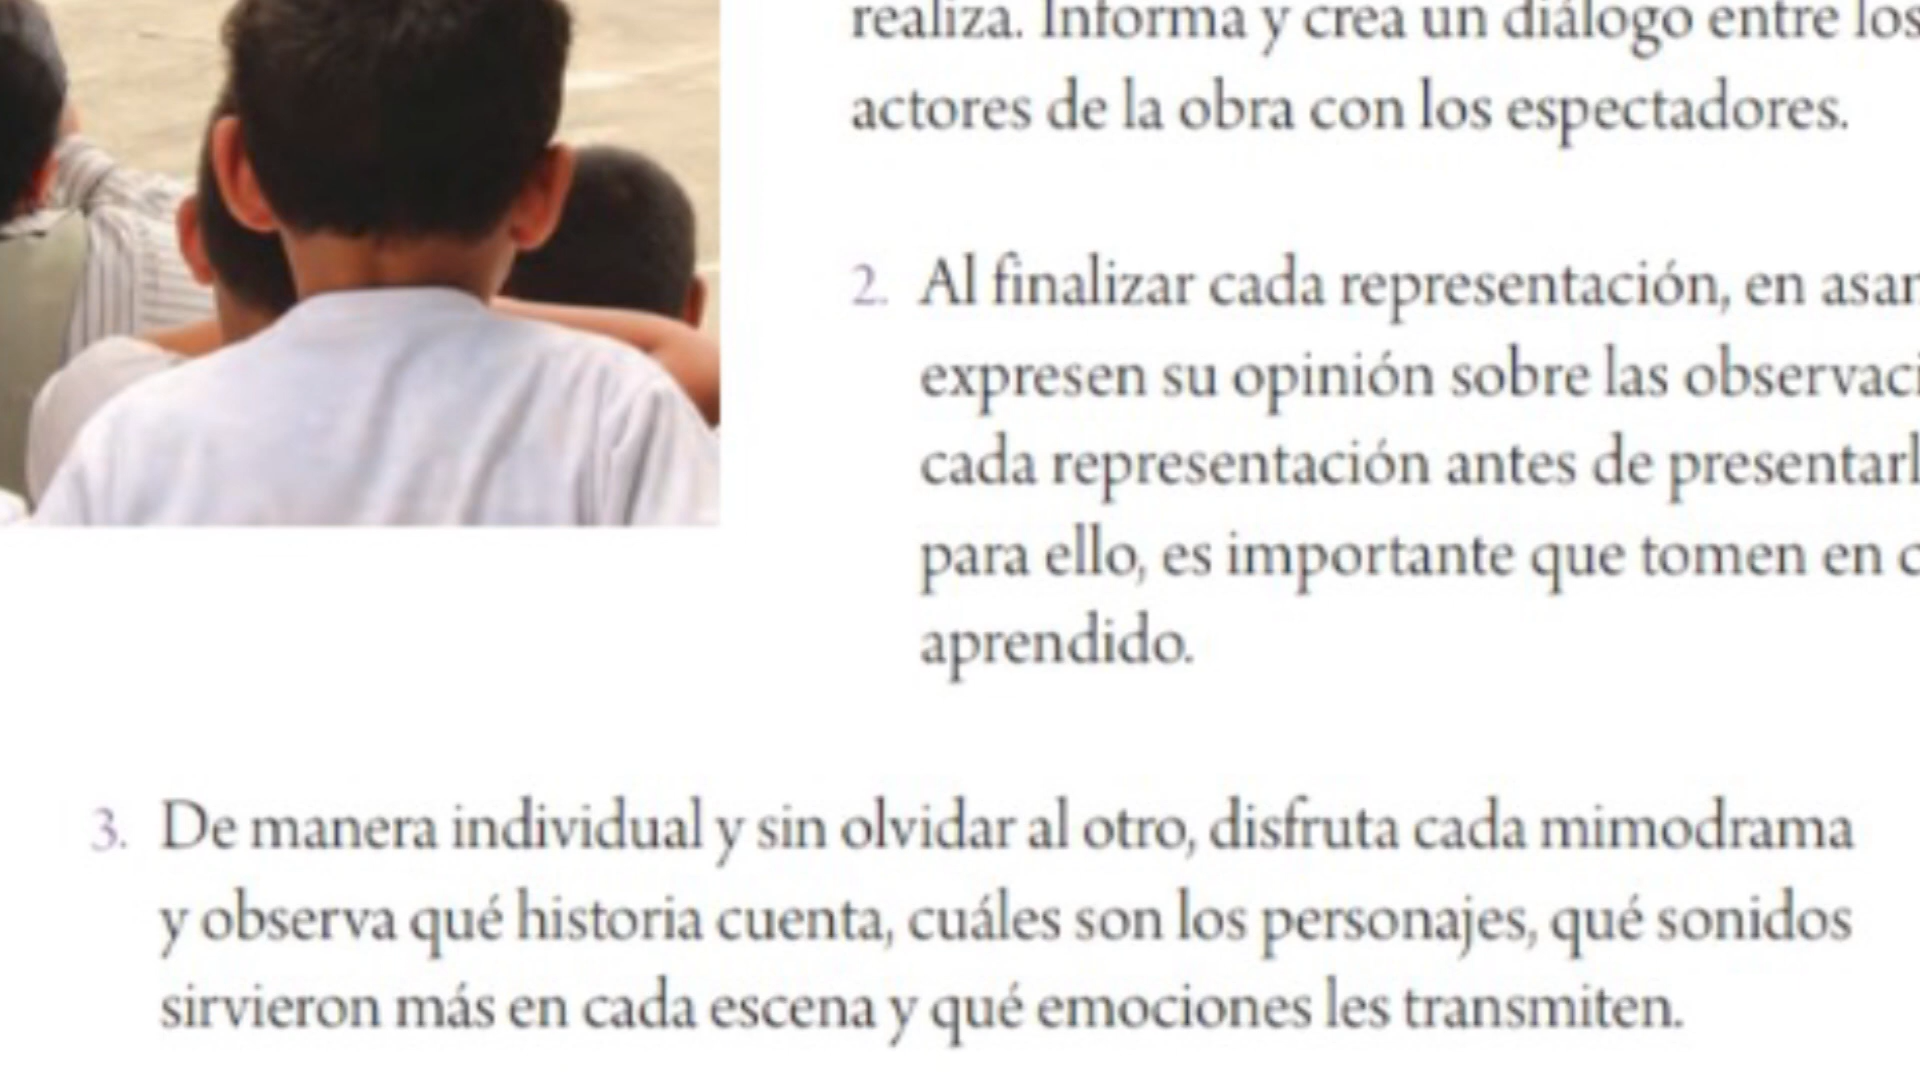 realiza. Informa y crea un diálogo entre los
actores de la obra con los espectadores.
2. Al finalizar cada representación, en
expresen su opinión sobre las
cada representación antes de
para ello, es importante que tomen en
aprendido.
3. De manera individual y sin olvidar al otro, disfruta cada mimodrama
y observa qué historia cuenta, cuáles son los personajes, qué sonidos
sirvieron más en cada escena y qué emociones les transmiten.